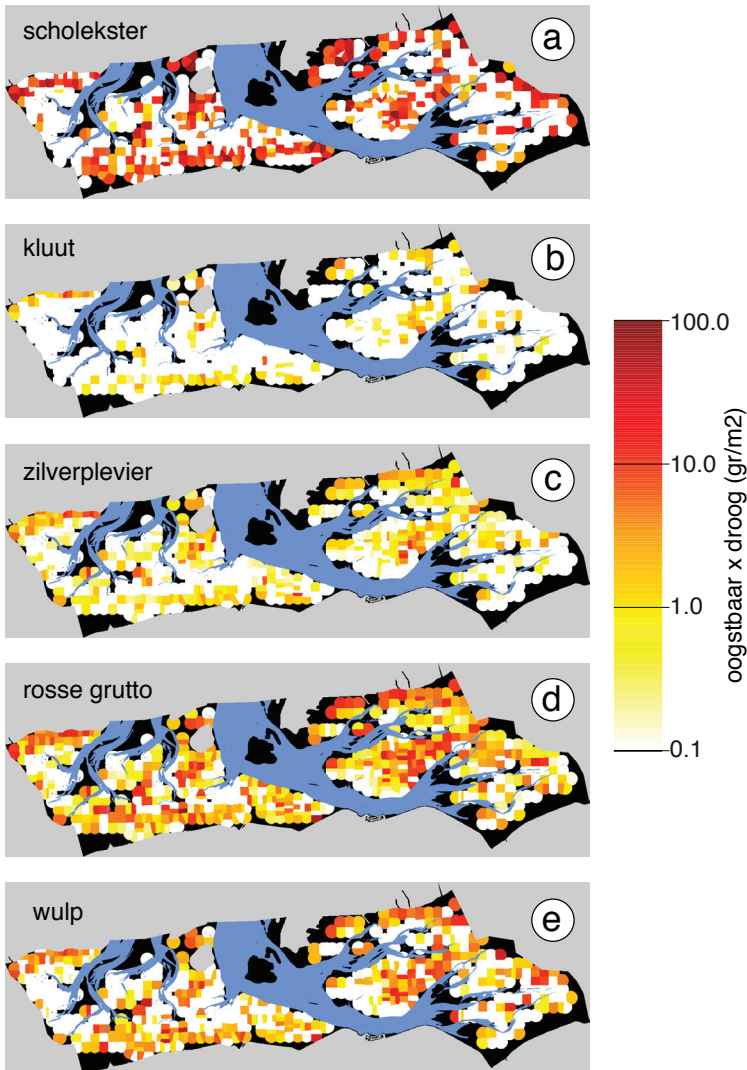 scholekster
a
kluut
b
zilverplevier
c
rosse grutto
d
wulp
e
100.0
10.0
1.0
0.1
oogstbaar x droog (gr/m2)